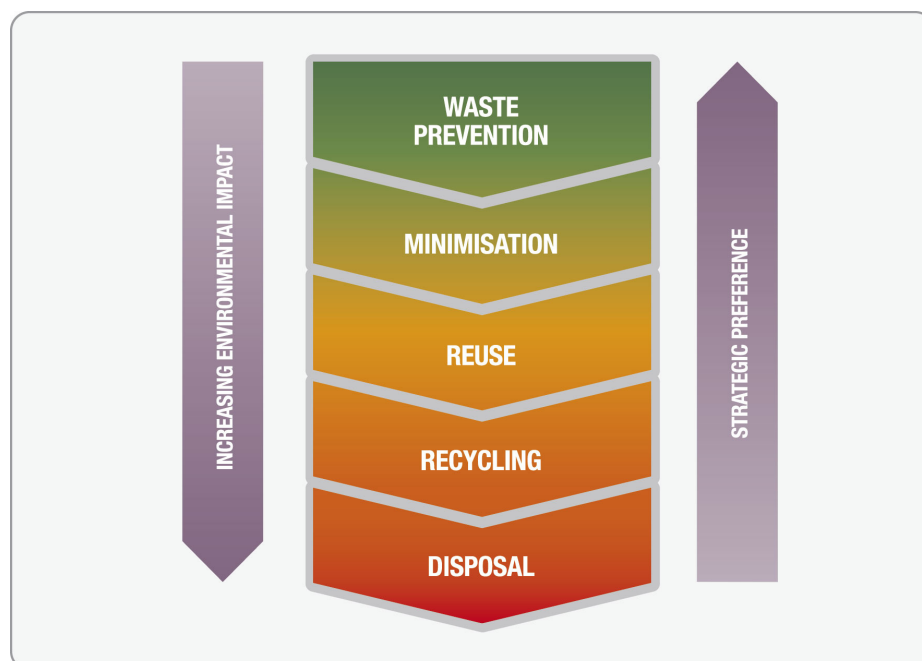 INCREASING ENVIRONMENTAL IMPACT
WASTE
PREVENTION
MINIMISATION
REUSE
RECYCLING
DISPOSAL
STRATEGIC PREFERENCE